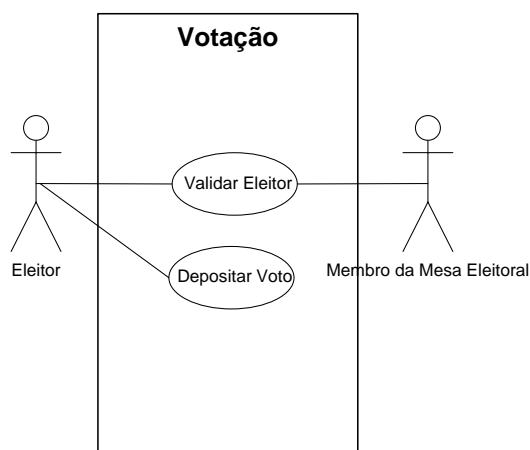 Votação
Validar Eleitor
Depositar Voto
Eleitor
Membro da Mesa Eleitoral